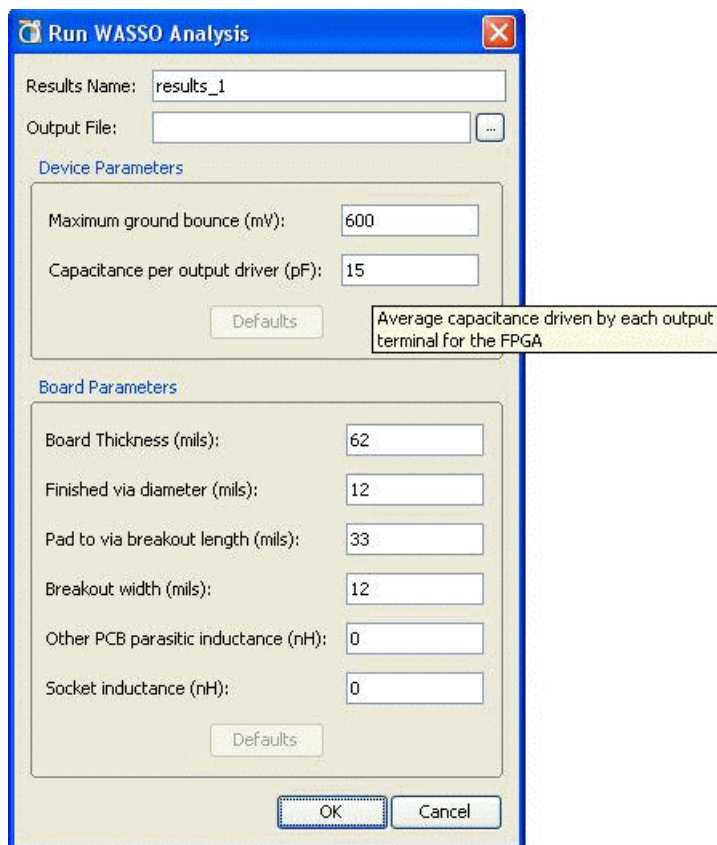 Run WASSO Analysis
Results Name: results_1
Output File: ...
Device Parameters
Maximum ground bounce (mV): 600
Capacitance per output driver (pF): 15
Defaults
Average capacitance driven by each output
terminal for the FPGA
Board Parameters
Board Thickness (mils): 62
Finished via diameter (mils): 12
Pad to via breakout length (mils): 33
Breakout width (mils): 12
Other PCB parasitic inductance (nH): 0
Socket inductance (nH): 0
Defaults
OK Cancel